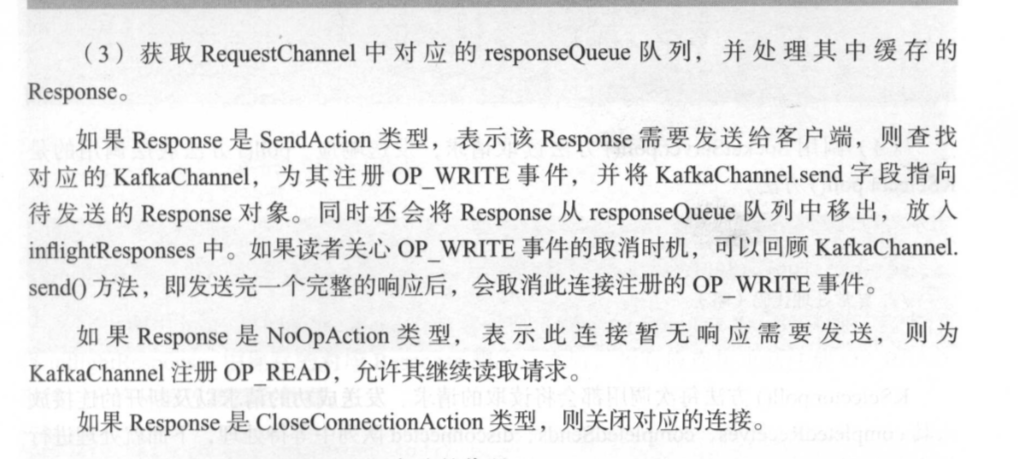 （3）获取 RequestChannel 中对应的 responseQueue 队列，并处理其中缓存的
Response。
如果 Response 是 SendAction 类型，表示该 Response 需要发送给客户端，则查找
对应的 KafkaChannel，为其注册 OP_WRITE 事件，并将 KafkaChannel.send 字段指向
待发送的 Response 对象。同时还会将 Response 从 responseQueue 队列中移出，放入
inflightResponses 中。如果读者关心 OP_WRITE 事件的取消时机，可以回顾 KafkaChannel.
send() 方法，即发送完一个完整的响应后，会取消此连接注册的 OP_WRITE 事件。
如果 Response 是 NoOpAction 类型，表示此连接暂无响应需要发送，则为
KafkaChannel 注册 OP_READ，允许其继续读取请求。
如果 Response 是 CloseConnectionAction 类型，则关闭对应的连接。